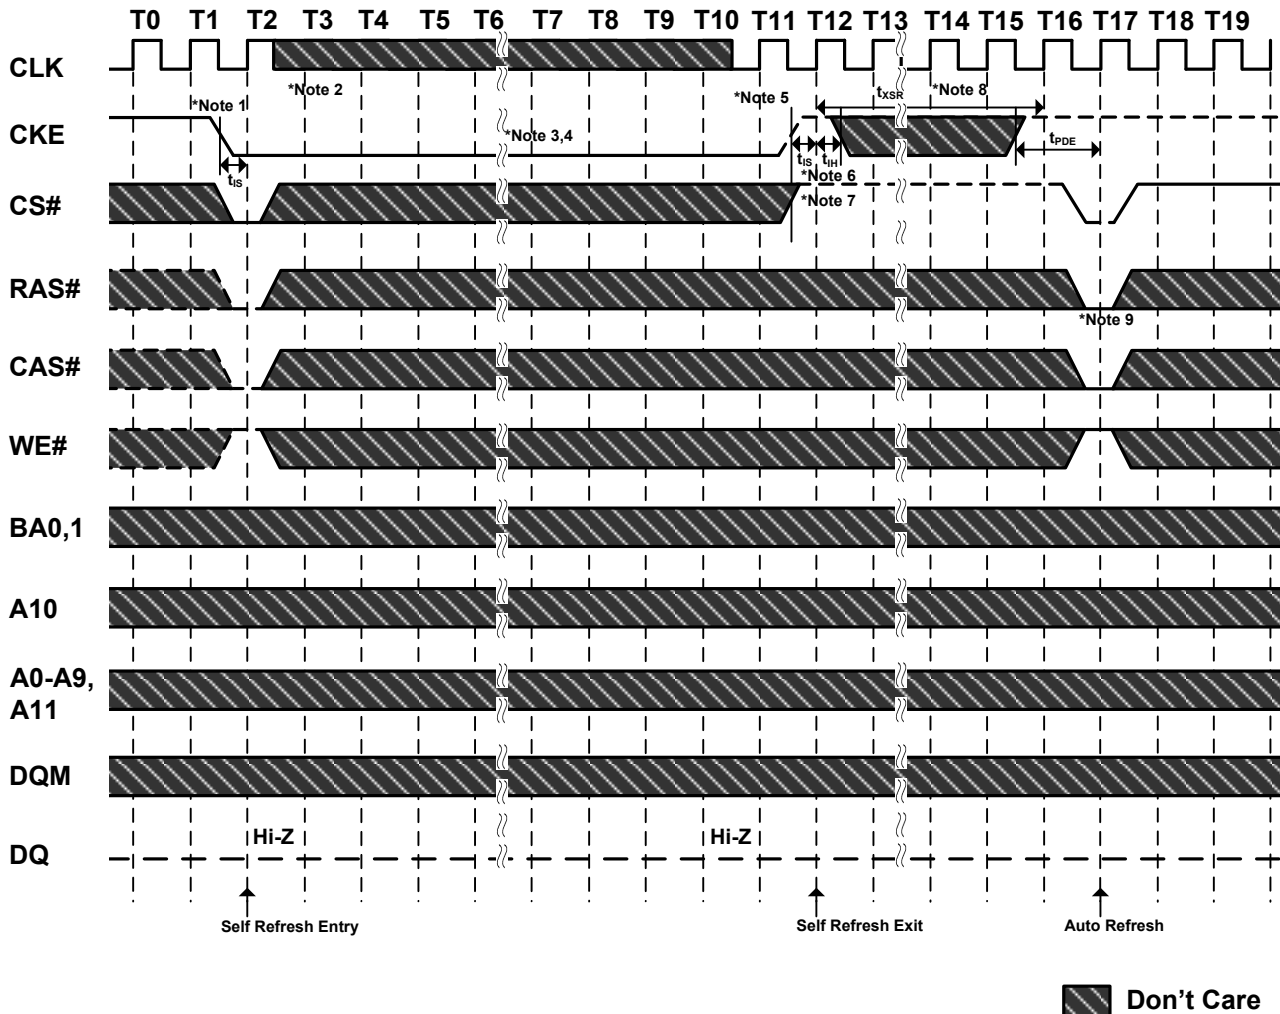 T0 T1 T2 T3 T4 T5 T6 T7 T8 T9 T10 T11 T12 T13 T14 T15 T16 T17 T18 T19
CLK
*Note 2
*Note 5
tXSR
*Note 8
*Note 1
CKE
*Note 3,4
tPDE
tIS
tIS
tIH
*Note 6
CS#
*Note 7
RAS#
*Note 9
CAS#
WE#
BA0,1
A10
A0-A9,
A11
DQM
Hi-Z
Hi-Z
DQ
Self Refresh Entry
Self Refresh Exit
Auto Refresh
Don't Care